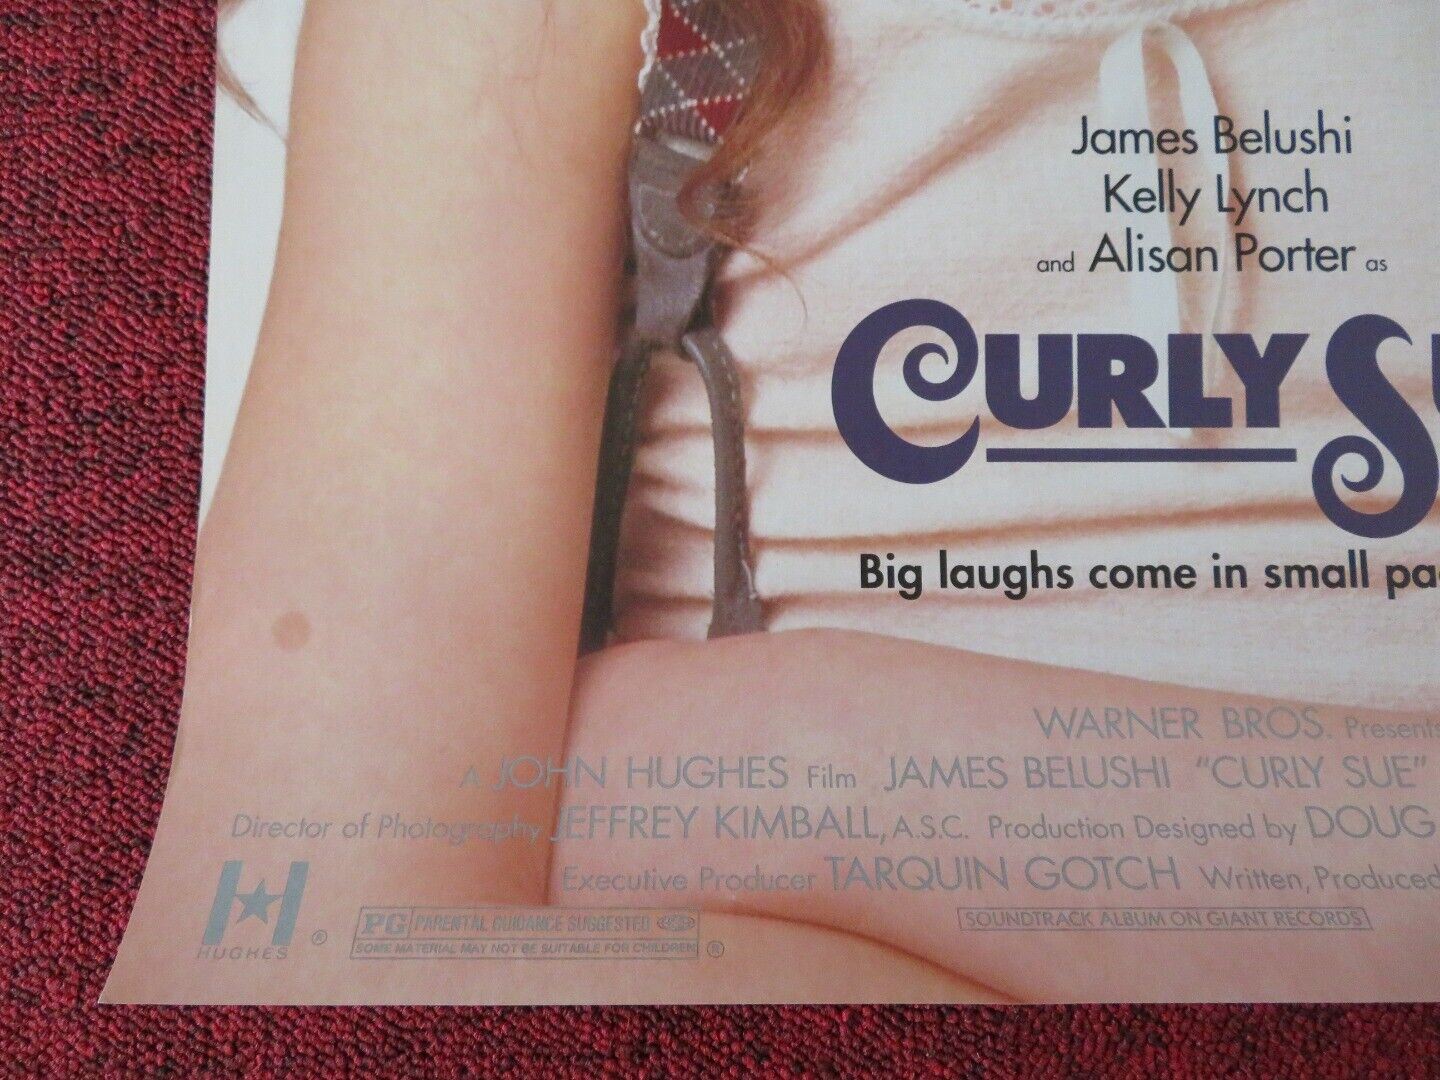 James Belushi
Kelly Lynch
and Alisan Porter as
CURLY
Big laughs come in small
WARNER BROS. Presents
A JOHN HUGHES Film JAMES BELUSHI "CURLY SUE"
Director of Photography JEFFREY KIMBALL, A.S.C. Production Designed by DOUG
Executive Producer TARQUIN GOTCH Written, Produced
HUGHES ®
PG PARENTAL GUIDANCE SUGGESTED
SOME MATERIAL MAY NOT BE SUITABLE FOR CHILDREN ®
SOUNDTRACK ALBUM ON GIANT RECORDS